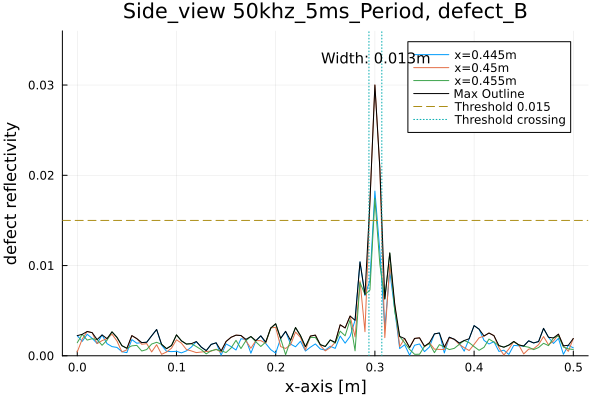 Side_view 50khz_5ms_Period, defect_B
Width: 0.013m
x=0.445m
x=0.45m
x=0.455m
Max Outline
Threshold 0.015
Threshold crossing
defect reflectivity
0.03
0.02
0.01
0.00
0.0 0.1 0.2 0.3 0.4 0.5
x-axis [m]